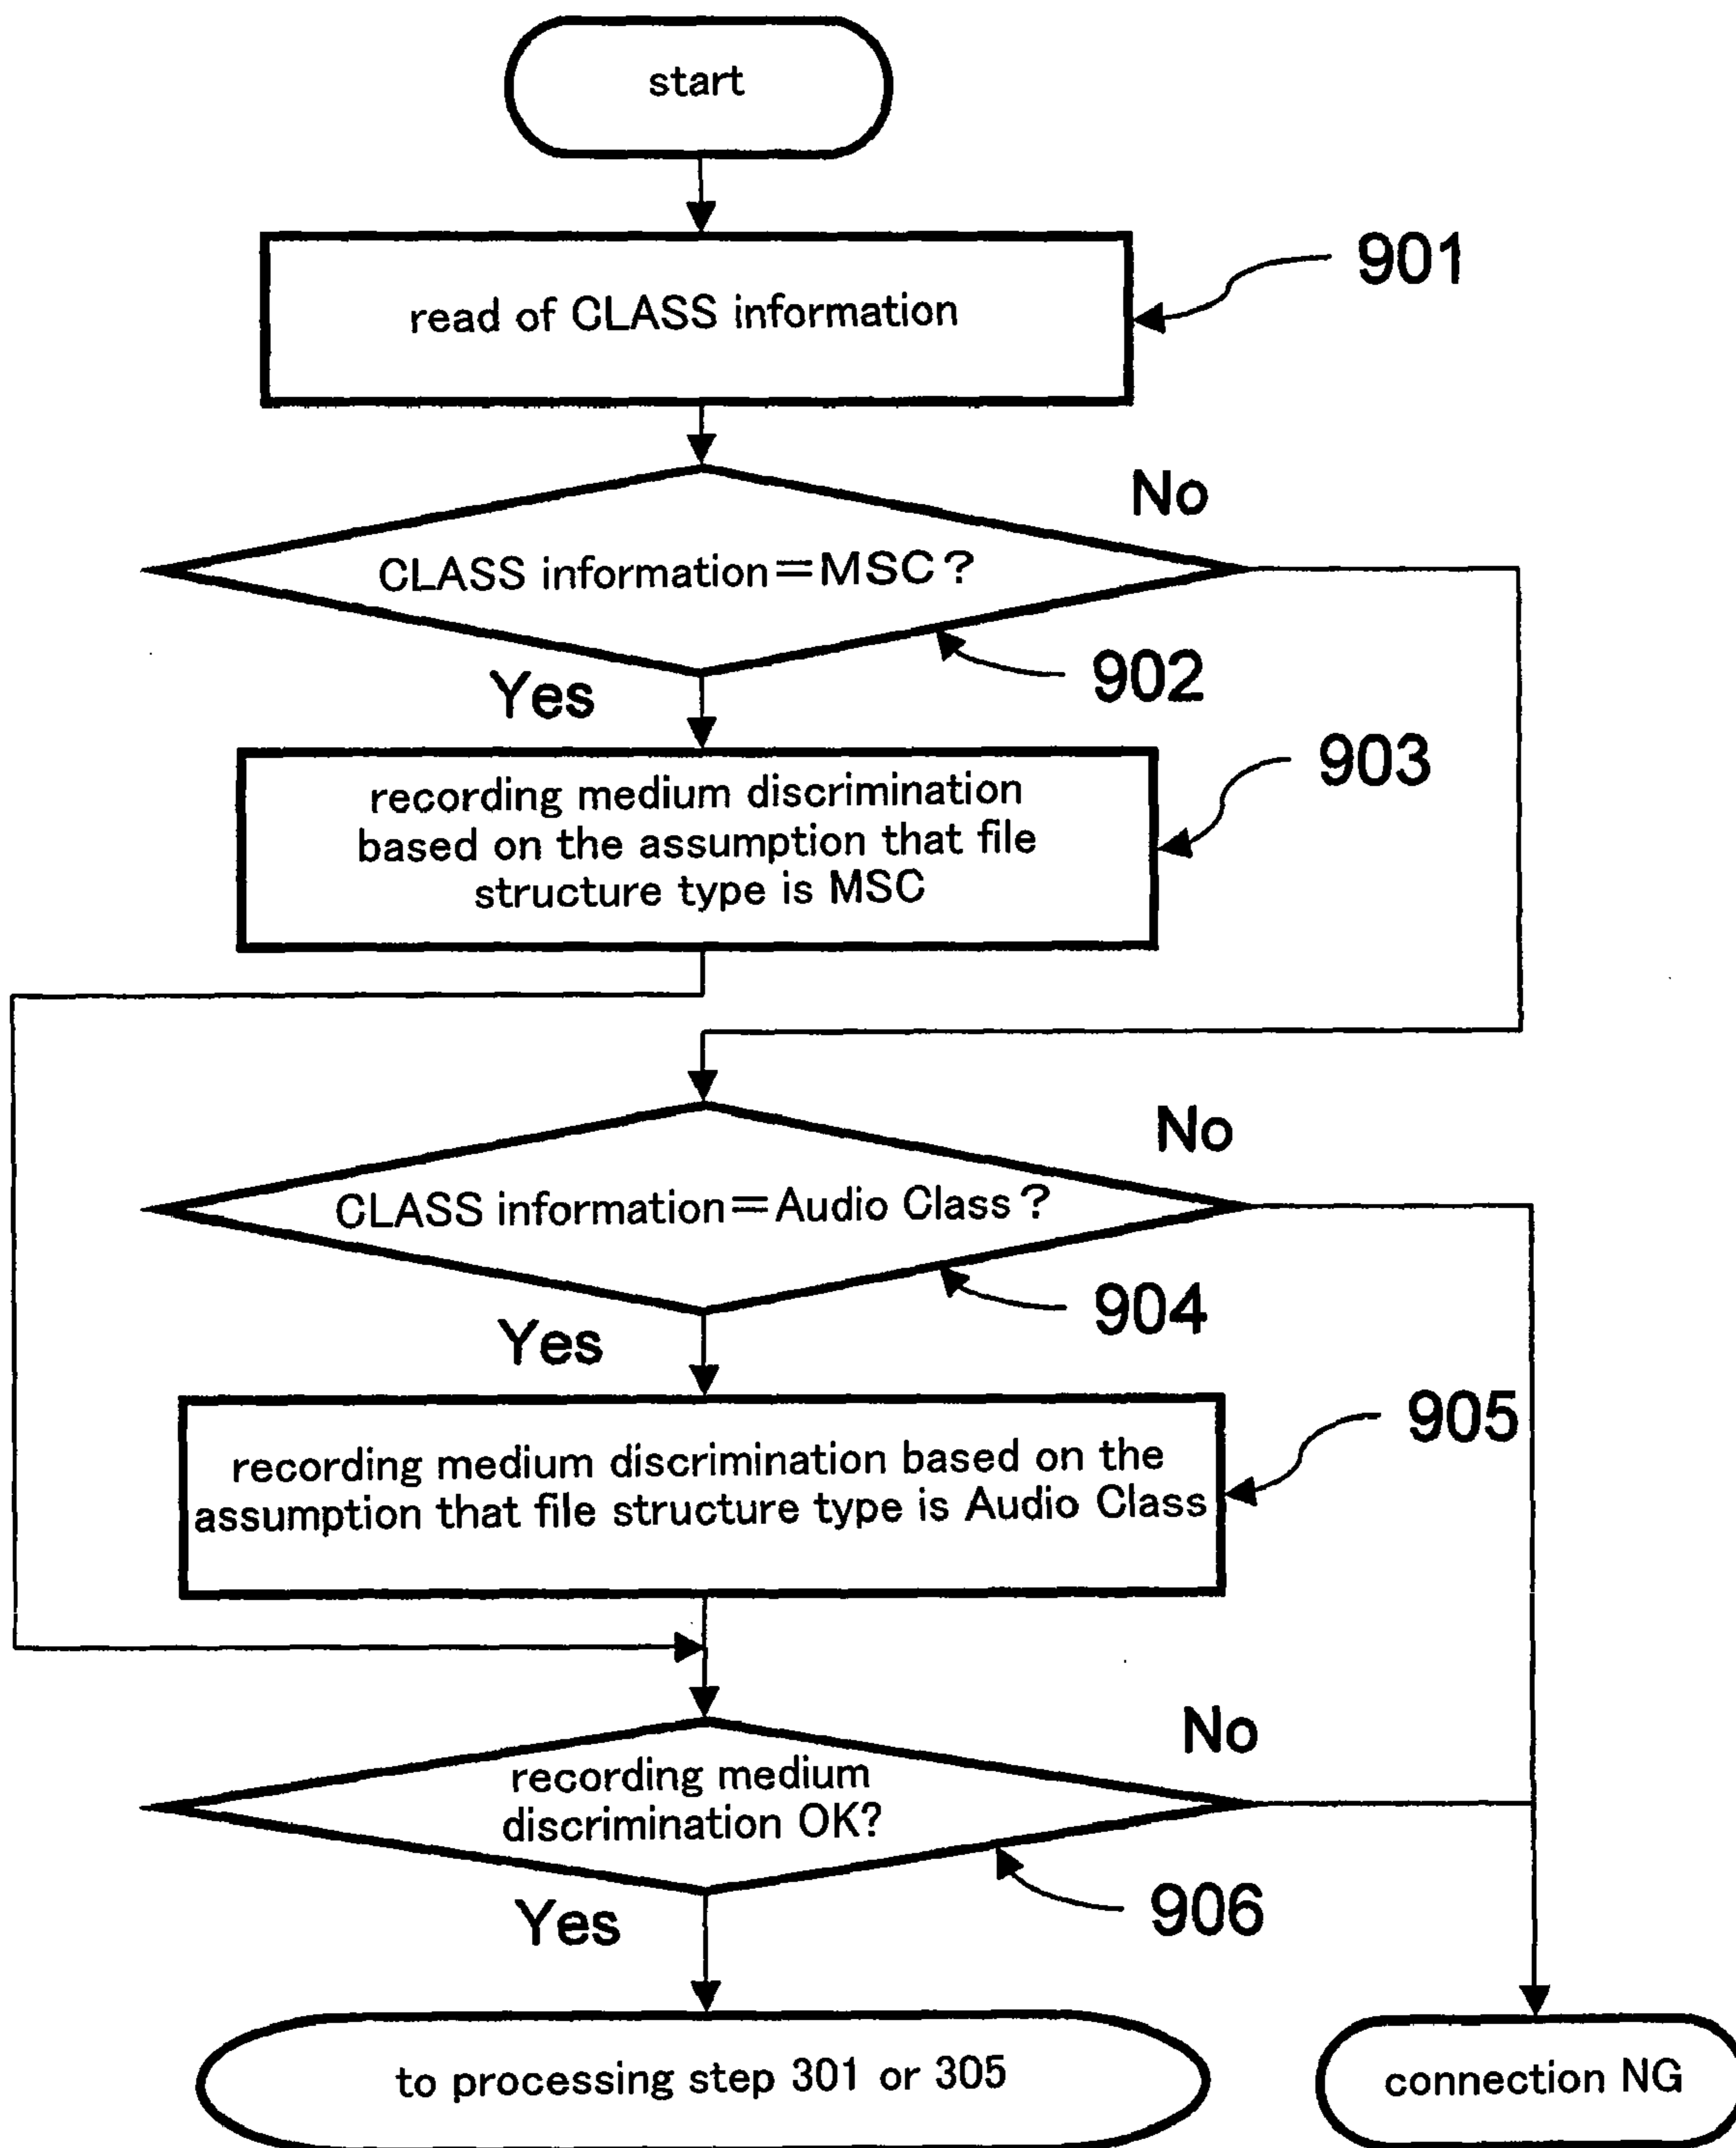 start
read of CLASS information
901
No
CLASS information=MSC?
902
Yes
903
recording medium discrimination
based on the assumption that file
structure type is MSC
No
CLASS information=Audio Class?
904
Yes
905
recording medium discrimination based on the
assumption that file structure type is Audio Class
No
recording medium
discrimination OK?
906
Yes
to processing step 301 or 305
connection NG